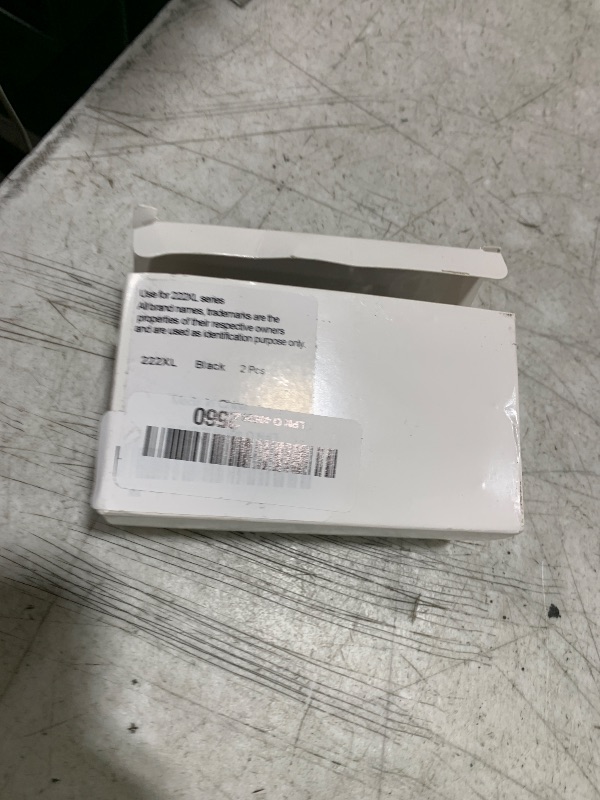 Use for 222XL series
All brand names, trademarks are the
properties of their respective owners
and are used as identification purpose only.
222XL Black 2 Pcs